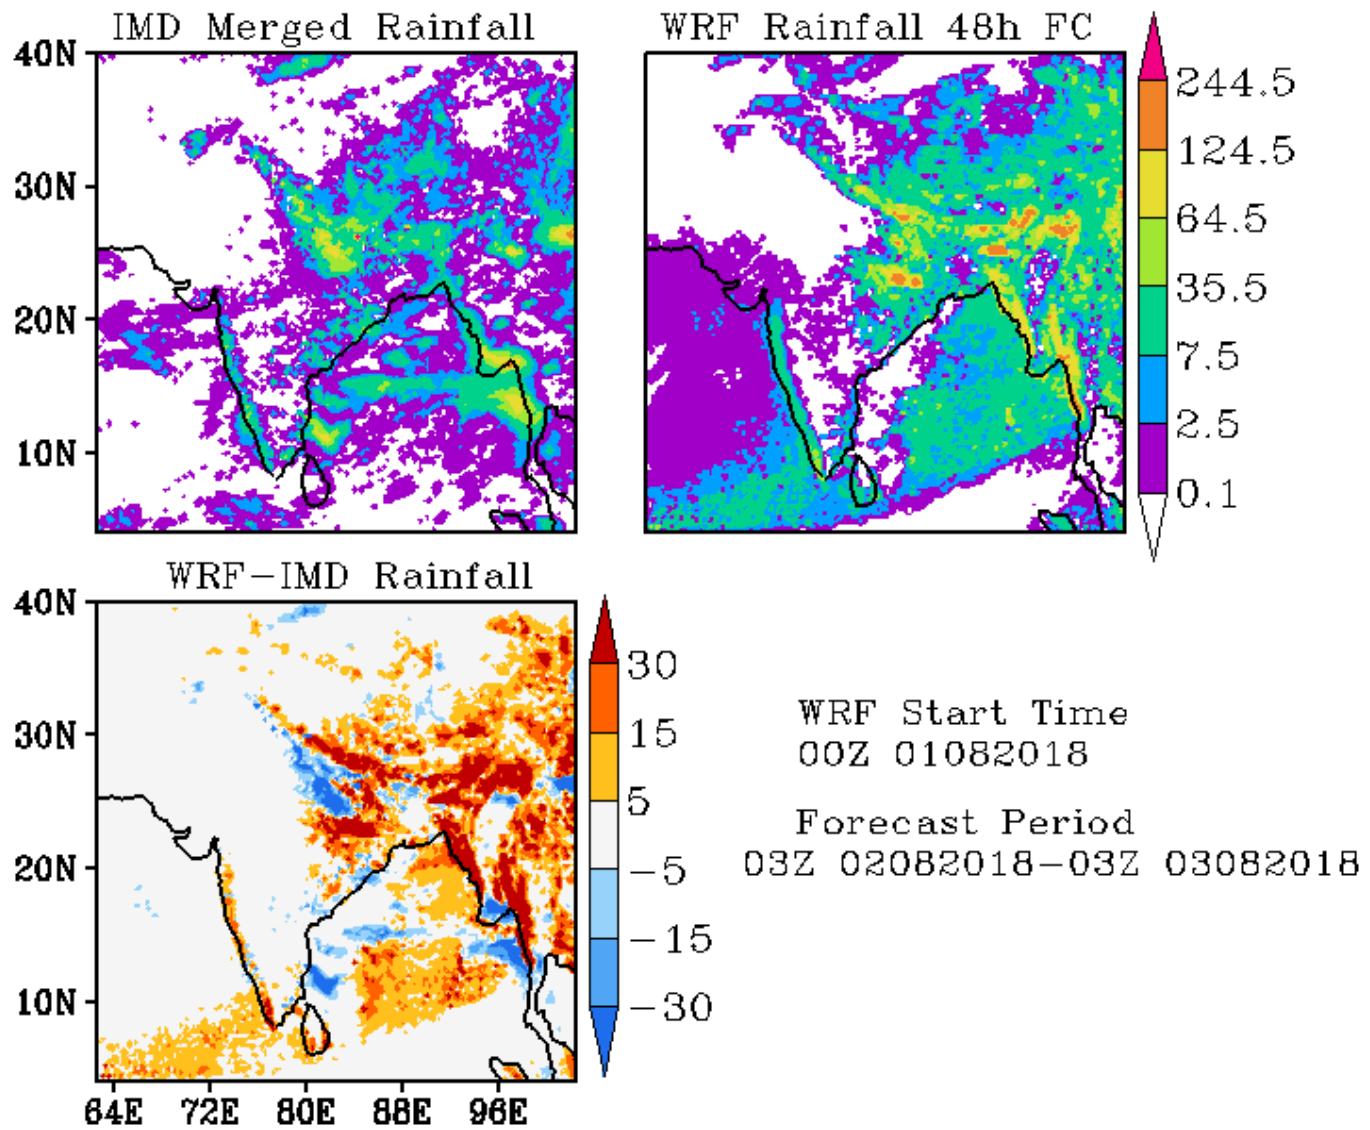 IMD Merged Rainfall
WRF Rainfall 48h FC
40N
30N
20N
10N
244.5
124.5
64.5
35.5
7.5
2.5
0.1
WRF-IMD Rainfall
40N
30N
20N
10N
64E 72E 80E 88E 96E
30
15
5
-5
-15
-30
WRF Start Time
00Z 01082018
Forecast Period
03Z 02082018-03Z 03082018